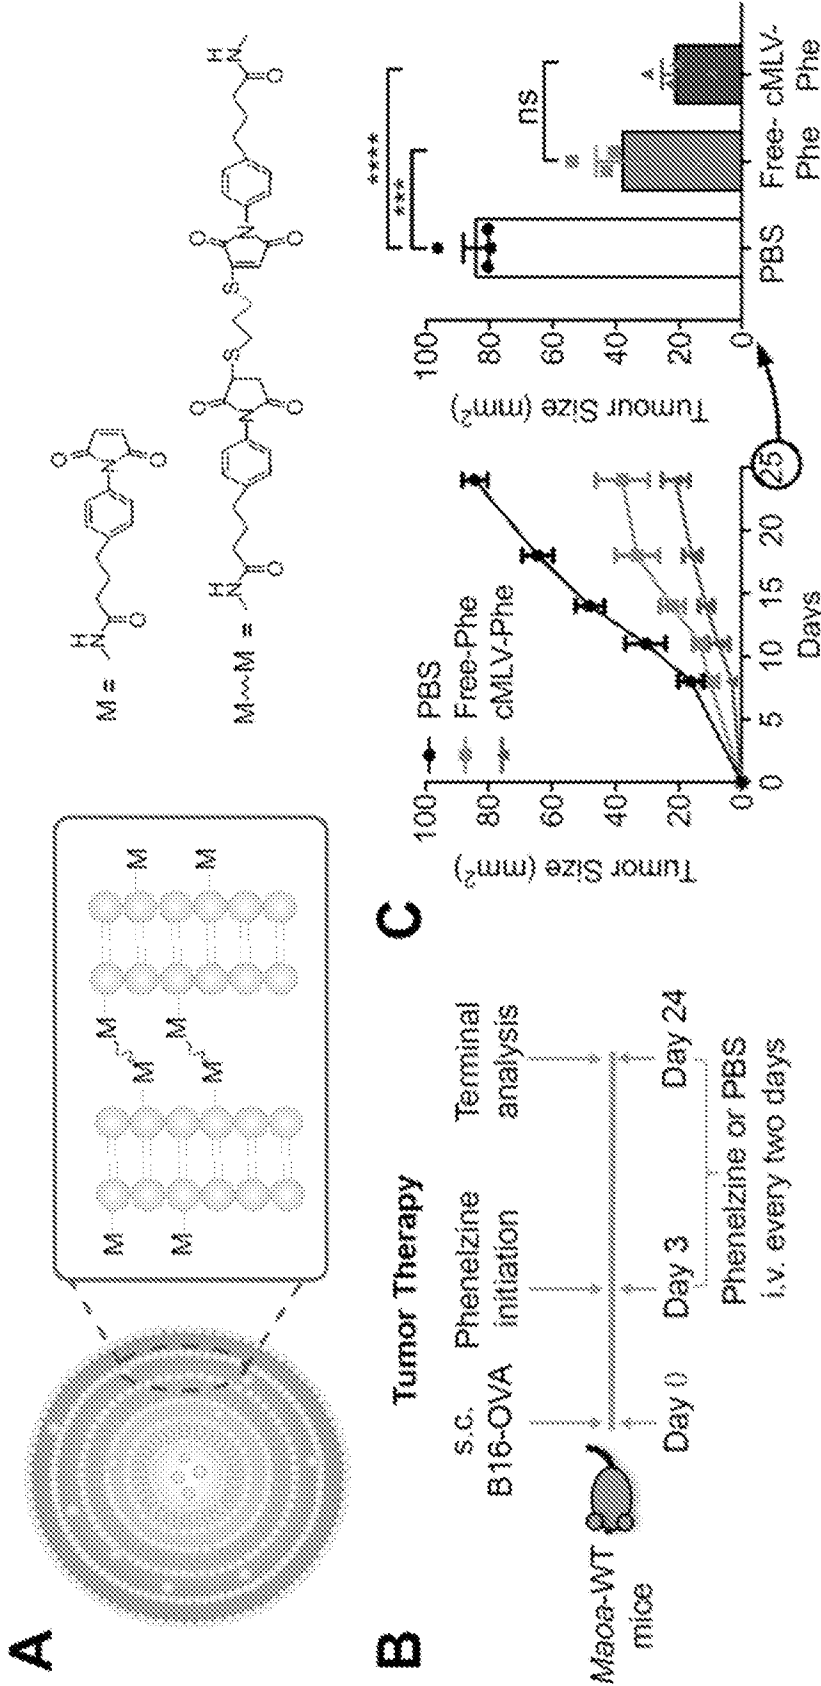 A
M
M
M
M
M
M
M
M
M =
H
N
O
N
O
O
M~~M =
H
N
O
N
O
O
S
S
N
O
O
H
N
O
B
Tumor Therapy
s.c.
B16-OVA
Phenelzine
initiation
Terminal
analysis
Maoa-WT
mice
Day 0
Day 3
Day 24
Phenelzine or PBS
i.v. every two days
C
Tumor Size (mm2)
100
80
60
40
20
0
PBS
Free-Phe
cMLV-Phe
0
5
10
15
20
25
Days
Tumour Size (mm2)
100
80
60
40
20
0
****
***
ns
PBS
Free-
Phe
cMLV-
Phe